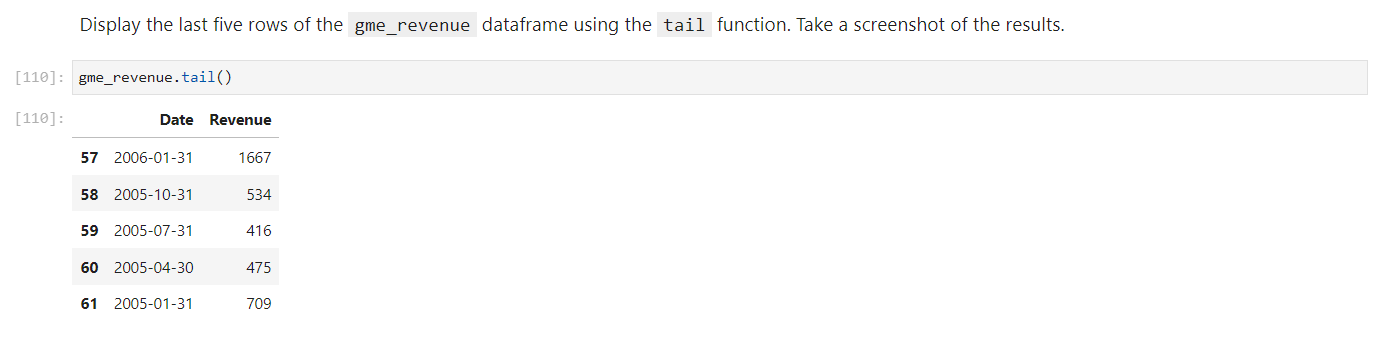 Display the last five rows of the gme_revenue dataframe using the tail function. Take a screenshot of the results.
[110]: gme_revenue.tail()
[110]: Date Revenue
57 2006-01-31 1667
58 2005-10-31 534
59 2005-07-31 416
60 2005-04-30 475
61 2005-01-31 709